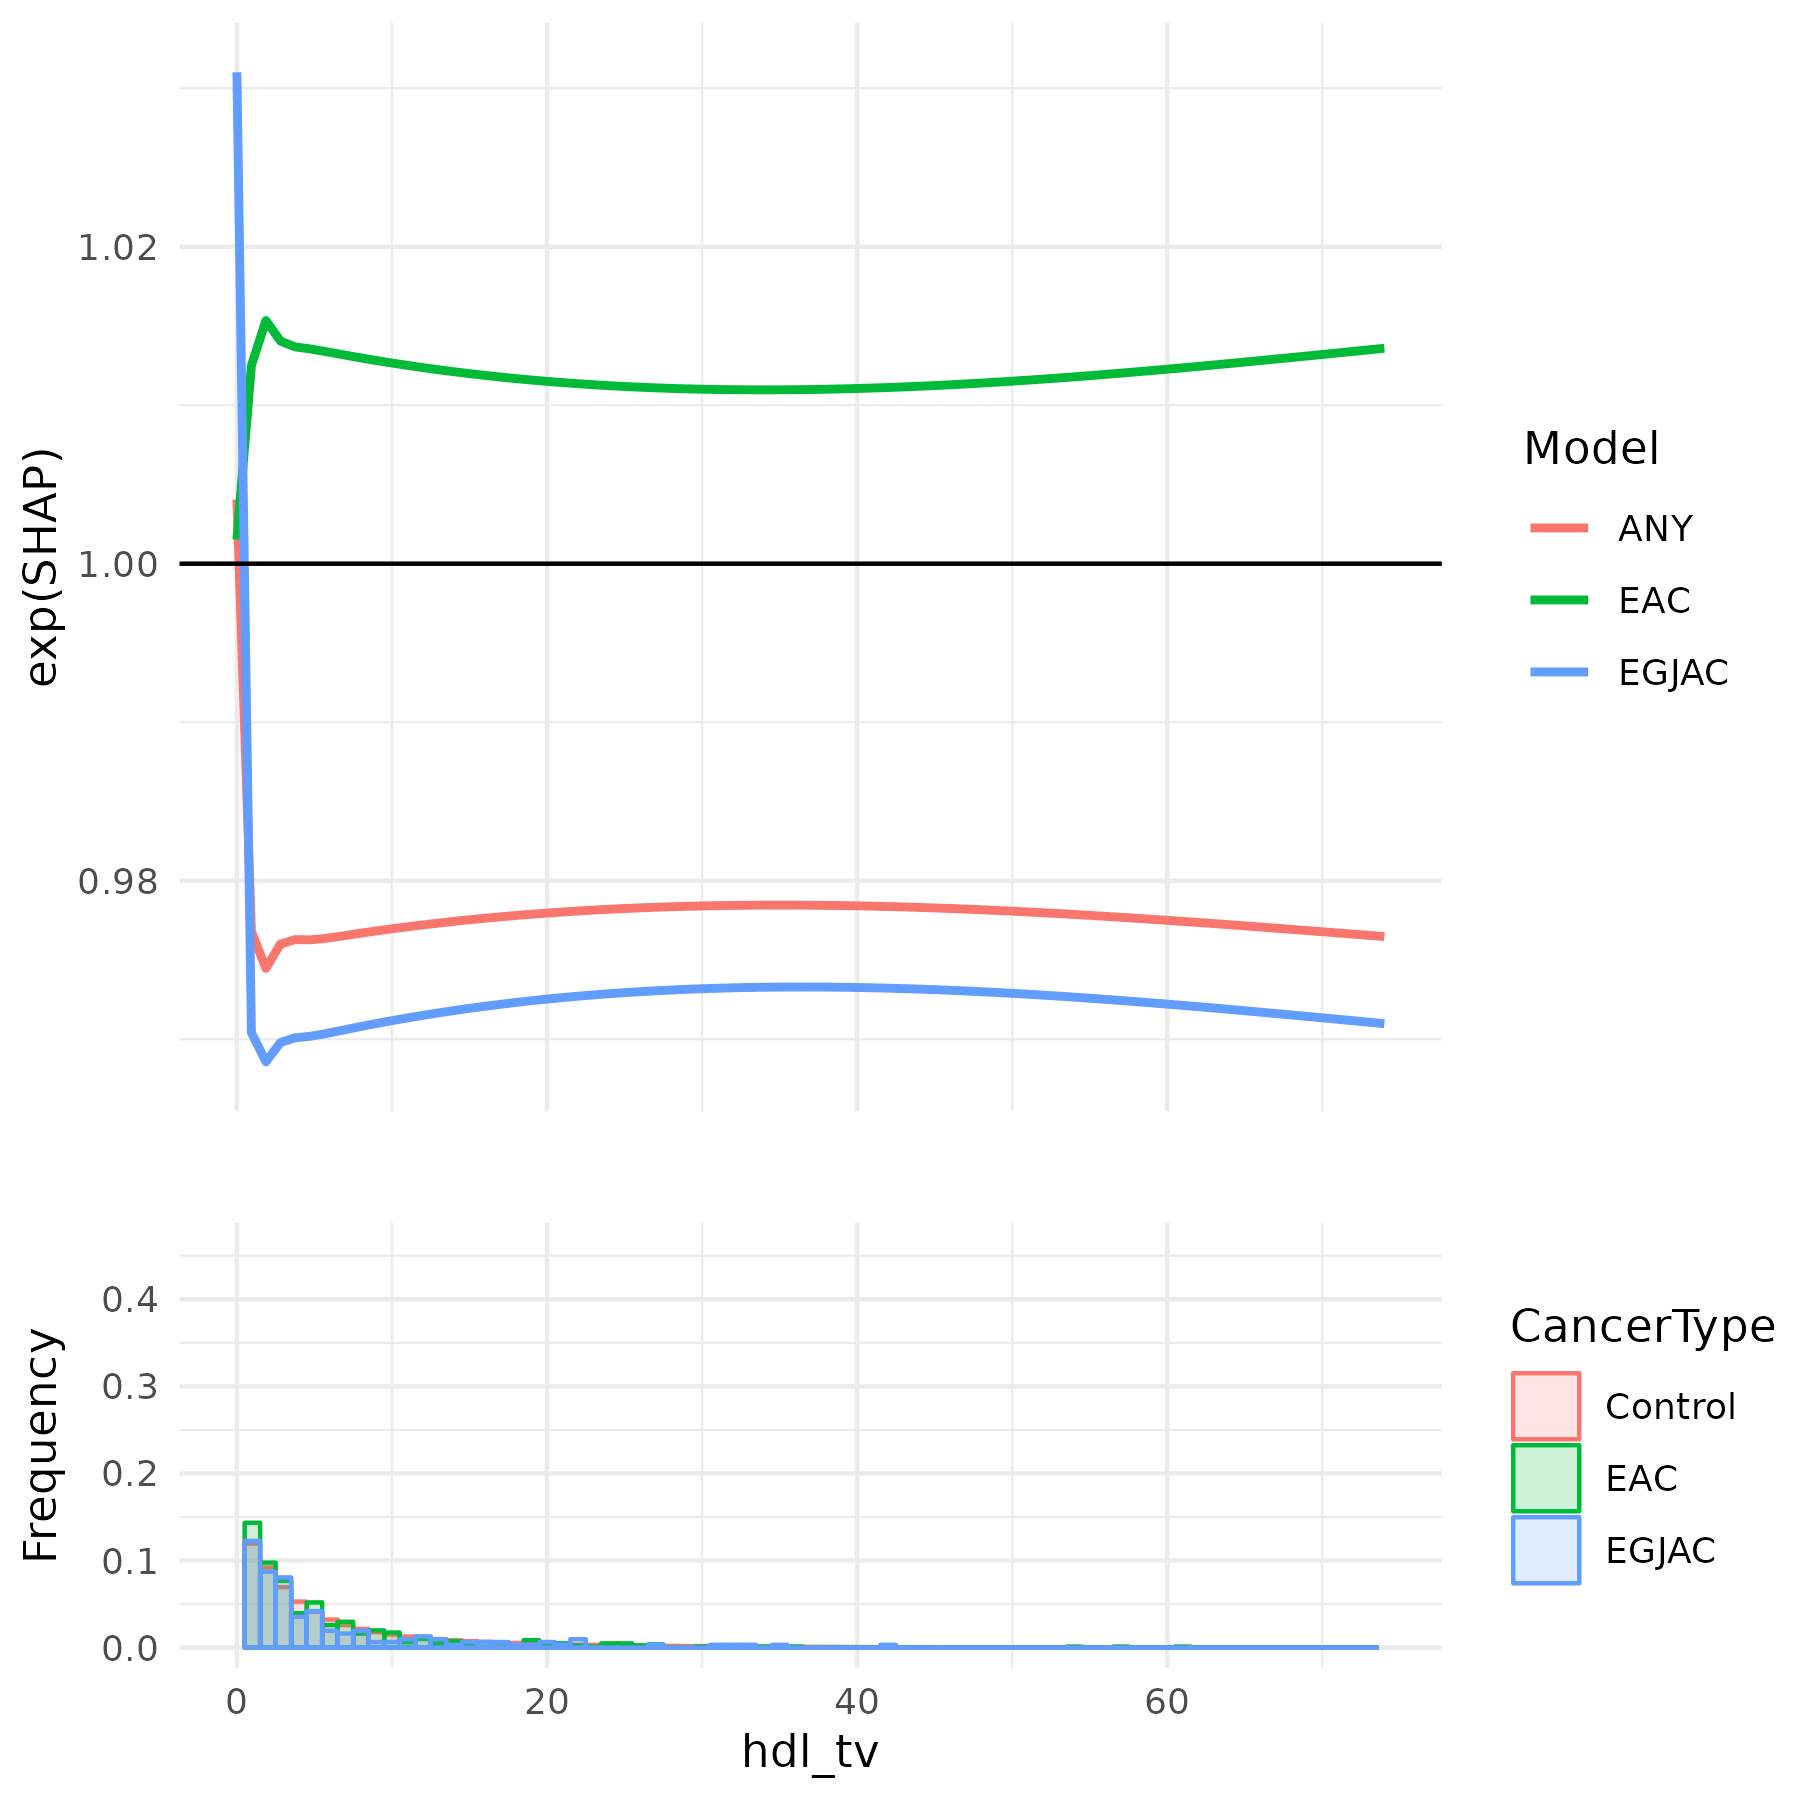 exp(SHAP)
1.02
1.00
0.98
Model
ANY
EAC
EGJAC
Frequency
0.4
0.3
0.2
0.1
0.0
0 20 40 60
hdl_tv
CancerType
Control
EAC
EGJAC